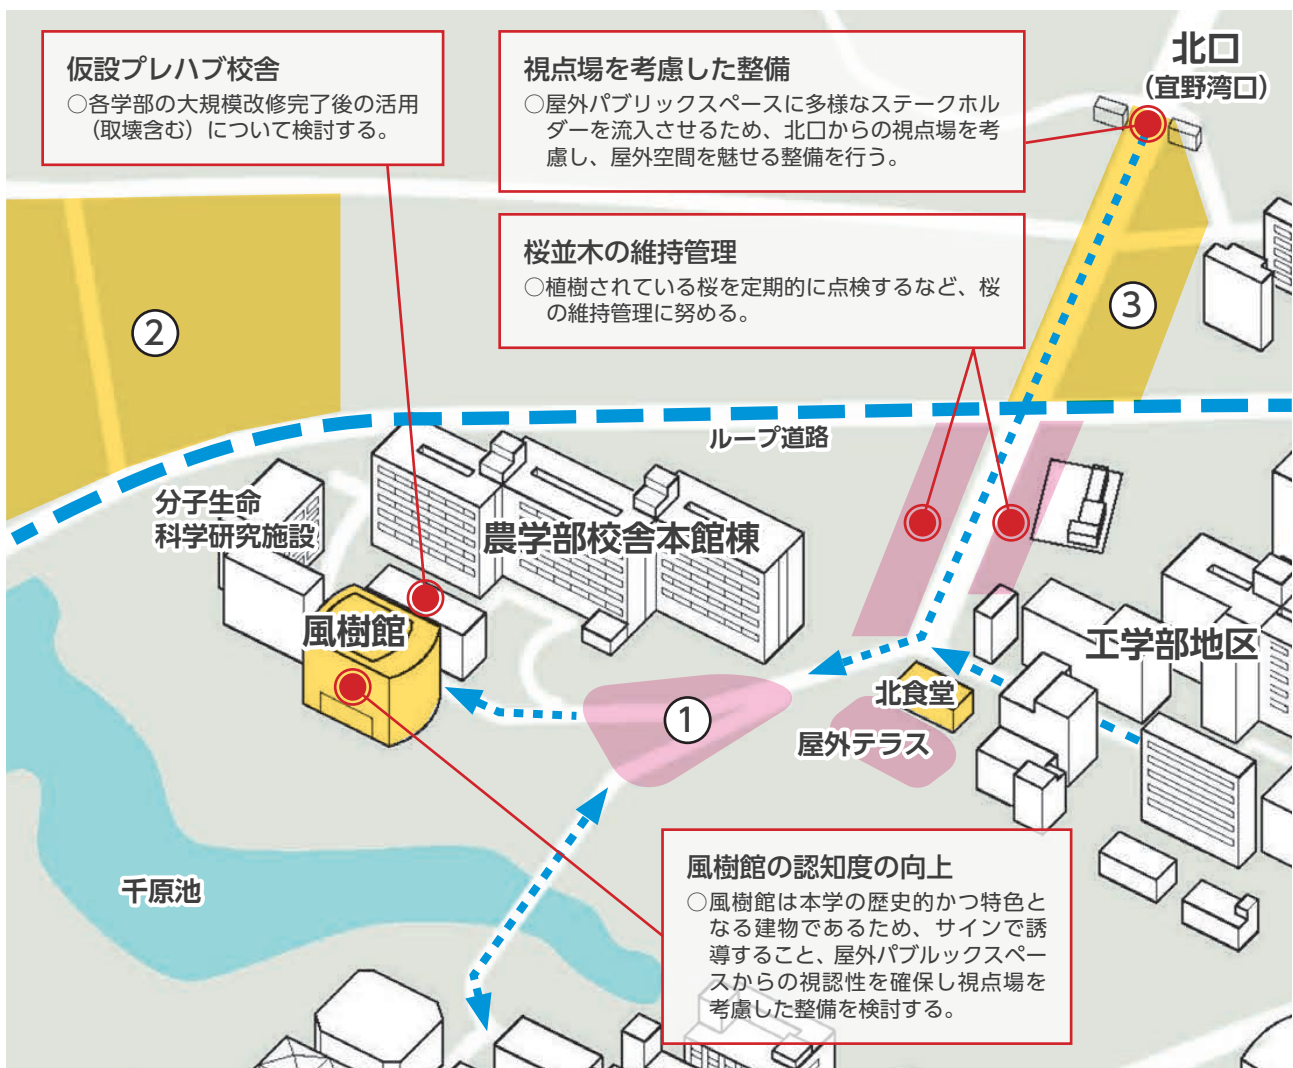 仮設プレハブ校舎
○各学部の大規模改修完了後の活用
（取壊含む）について検討する。
視点場を考慮した整備
○屋外パブリックスペースに多様なステークホル
ダーを流入させるため、北口からの視点場を考
慮し、屋外空間を魅せる整備を行う。
北口
（宜野湾口）
桜並木の維持管理
○植樹されている桜を定期的に点検するなど、桜
の維持管理に努める。
②
③
ループ道路
分子生命
科学研究施設
農学部校舎本館棟
風樹館
工学部地区
北食堂
①
屋外テラス
千原池
風樹館の認知度の向上
○風樹館は本学の歴史的かつ特色と
なる建物であるため、サインで誘
導すること、屋外パブルックスペー
スからの視認性を確保し視点場を
考慮した整備を検討する。